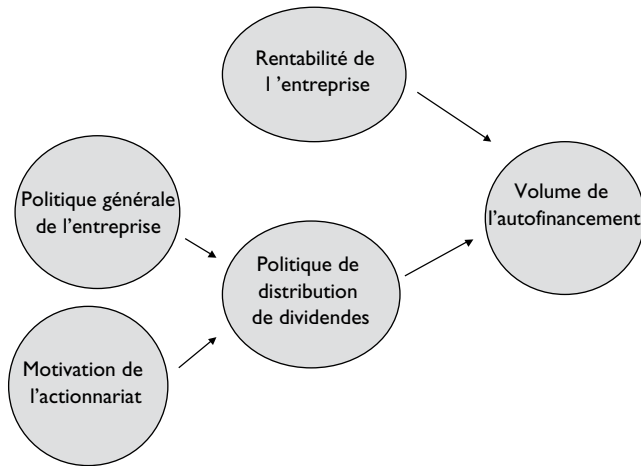 Rentabilité de
l ’entreprise
Politique générale
de l’entreprise
Volume de
l’autofinancement
Politique de
distribution
de dividendes
Motivation de
l’actionnariat